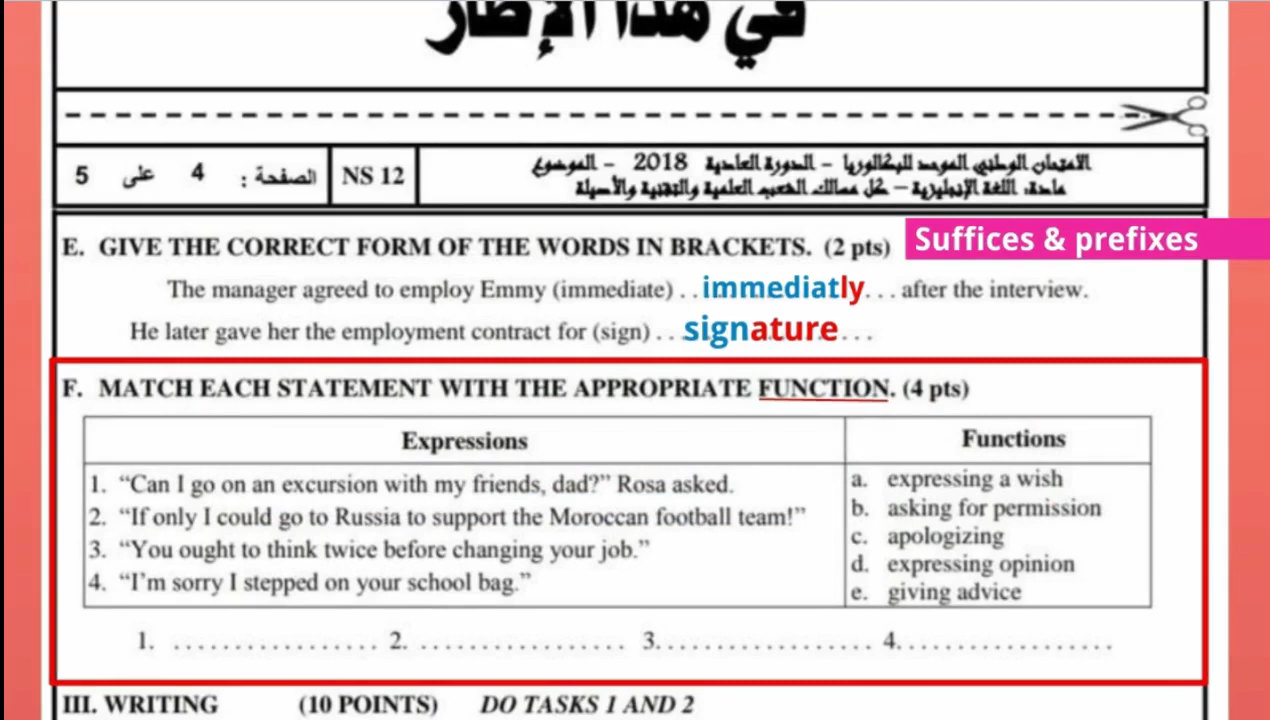 في هذا الإطار
الصفحة : 4 على 5
NS 12
الامتحان الوطني الموحد للبكالوريا – الدورة العادية 2018 – الموضوع
مادة: اللغة الإنجليزية – كل مسالك الشعب العلمية والتقنية والأصيلة
E. GIVE THE CORRECT FORM OF THE WORDS IN BRACKETS. (2 pts)
Suffices & prefixes
The manager agreed to employ Emmy (immediate) . . immediatly . . . after the interview.
He later gave her the employment contract for (sign) . . signature . . .
F. MATCH EACH STATEMENT WITH THE APPROPRIATE FUNCTION. (4 pts)
Expressions
Functions
1. “Can I go on an excursion with my friends, dad?” Rosa asked.
2. “If only I could go to Russia to support the Moroccan football team!”
3. “You ought to think twice before changing your job.”
4. “I’m sorry I stepped on your school bag.”
a. expressing a wish
b. asking for permission
c. apologizing
d. expressing opinion
e. giving advice
1. . . . . . . . . . . . . . . . . . 2. . . . . . . . . . . . . . . . . . 3. . . . . . . . . . . . . . . . . . 4. . . . . . . . . . . . . . . . . .
III. WRITING (10 POINTS) DO TASKS 1 AND 2